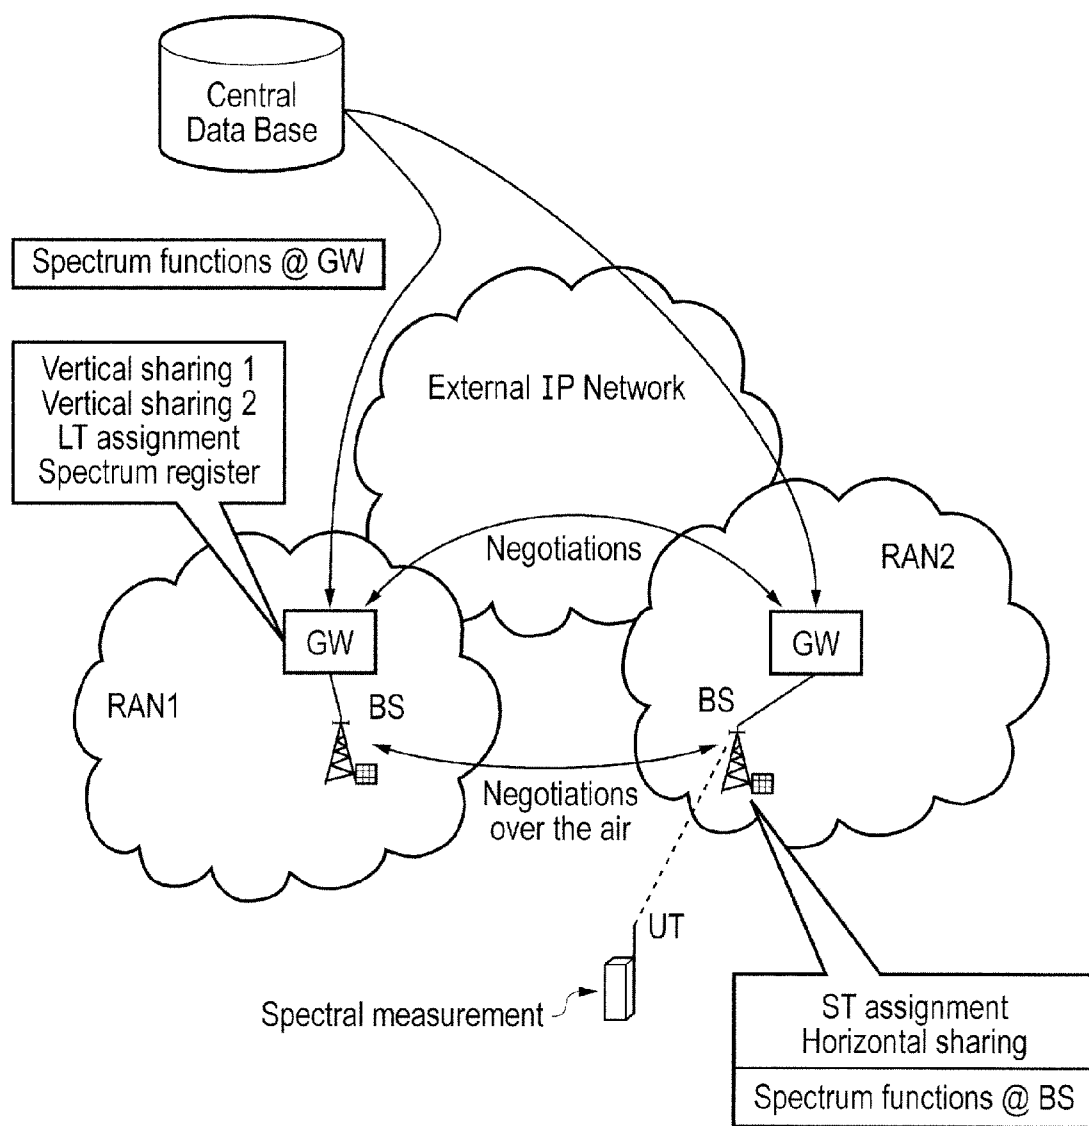 Central
Data Base
Spectrum functions @ GW
Vertical sharing 1
Vertical sharing 2
LT assignment
Spectrum register
External IP Network
Negotiations
RAN2
GW
GW
RAN1
BS
BS
Negotiations
over the air
UT
Spectral measurement
ST assignment
Horizontal sharing
Spectrum functions @ BS